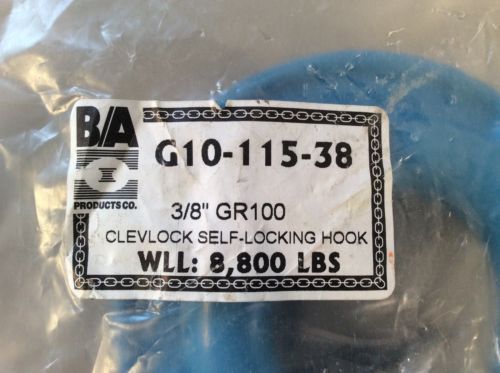 B/A
PRODUCTS CO.
G10-115-38
3/8" GR100
CLEVLOCK SELF-LOCKING HOOK
WLL: 8,800 LBS